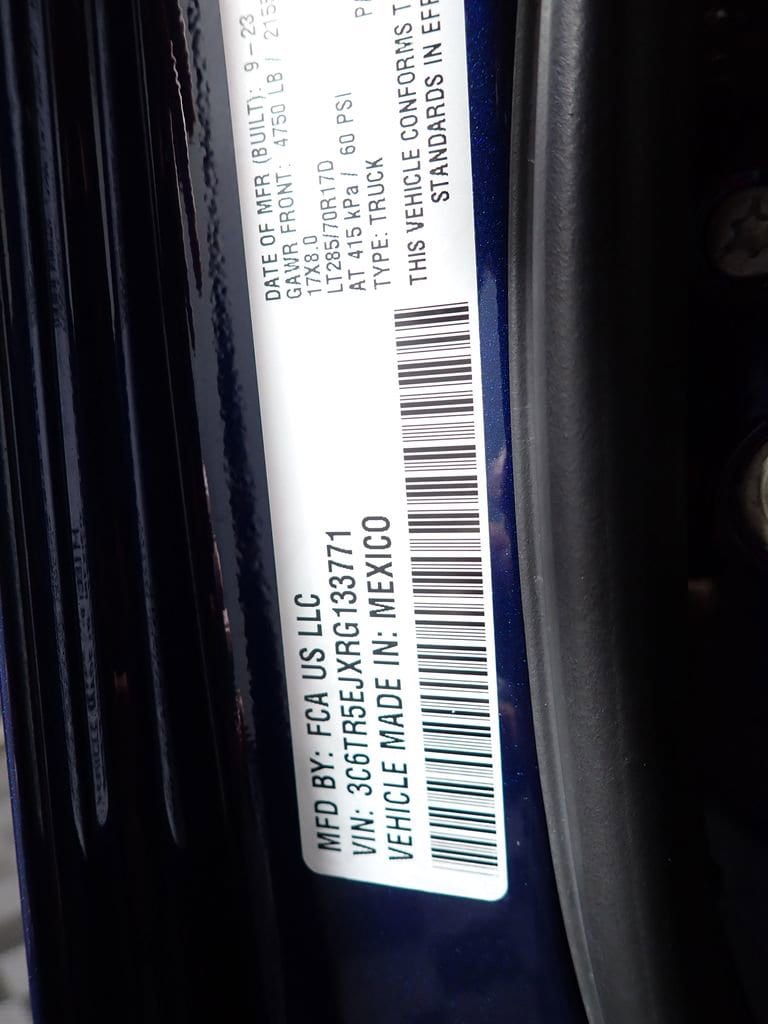 MFD BY: FCA US LLC
VIN: 3C6TR5EJXRG133771
VEHICLE MADE IN: MEXICO
DATE OF MFR (BUILT): 9-23
GAWR FRONT: 4750 LB /
17X8.0
LT285/70R17D
AT 415 kPa / 60 PSI
TYPE: TRUCK
THIS VEHICLE CONFORMS
STANDARDS IN